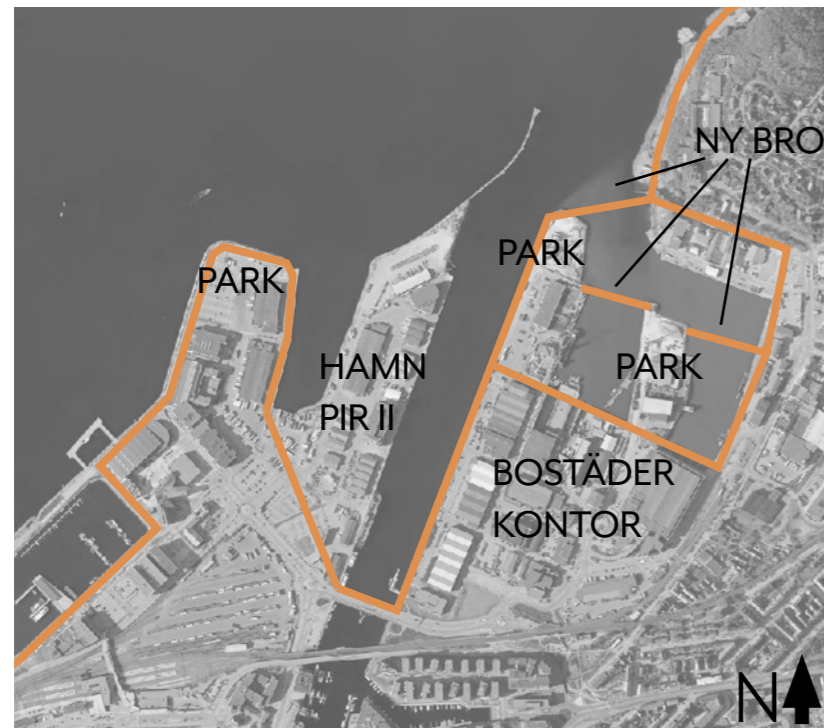 NY BRO
PARK
PARK
HAMN
PIR II
PARK
BOSTÄDER
KONTOR
N